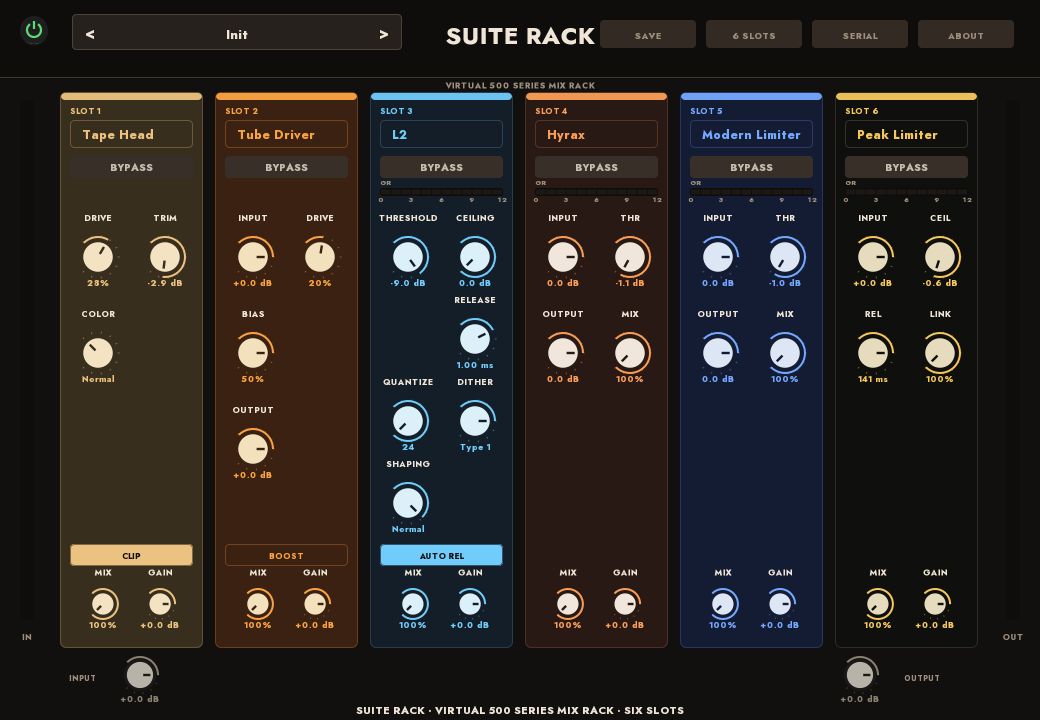 < Init >
SUITE RACK
SAVE
6 SLOTS
SERIAL
ABOUT
VIRTUAL 500 SERIES MIX RACK
SLOT 1
Tape Head
BYPASS
DRIVE TRIM
28% -2.9 dB
COLOR
Normal
CLIP
MIX GAIN
100% +0.0 dB
SLOT 2
Tube Driver
BYPASS
INPUT DRIVE
+0.0 dB 20%
BIAS
50%
OUTPUT
+0.0 dB
BOOST
MIX GAIN
100% +0.0 dB
SLOT 3
L2
BYPASS
GR
0 3 6 9 12
THRESHOLD CEILING
-9.0 dB 0.0 dB
RELEASE
1.00 ms
QUANTIZE DITHER
24 Type 1
SHAPING
Normal
AUTO REL
MIX GAIN
100% +0.0 dB
SLOT 4
Hyrax
BYPASS
GR
0 3 6 9 12
INPUT THR
0.0 dB -1.1 dB
OUTPUT MIX
0.0 dB 100%
MIX GAIN
100% +0.0 dB
SLOT 5
Modern Limiter
BYPASS
GR
0 3 6 9 12
INPUT THR
0.0 dB -1.0 dB
OUTPUT MIX
0.0 dB 100%
MIX GAIN
100% +0.0 dB
SLOT 6
Peak Limiter
BYPASS
GR
0 3 6 9 12
INPUT CEIL
+0.0 dB -0.6 dB
REL LINK
141 ms 100%
MIX GAIN
100% +0.0 dB
IN
OUT
INPUT
+0.0 dB
OUTPUT
+0.0 dB
SUITE RACK · VIRTUAL 500 SERIES MIX RACK · SIX SLOTS